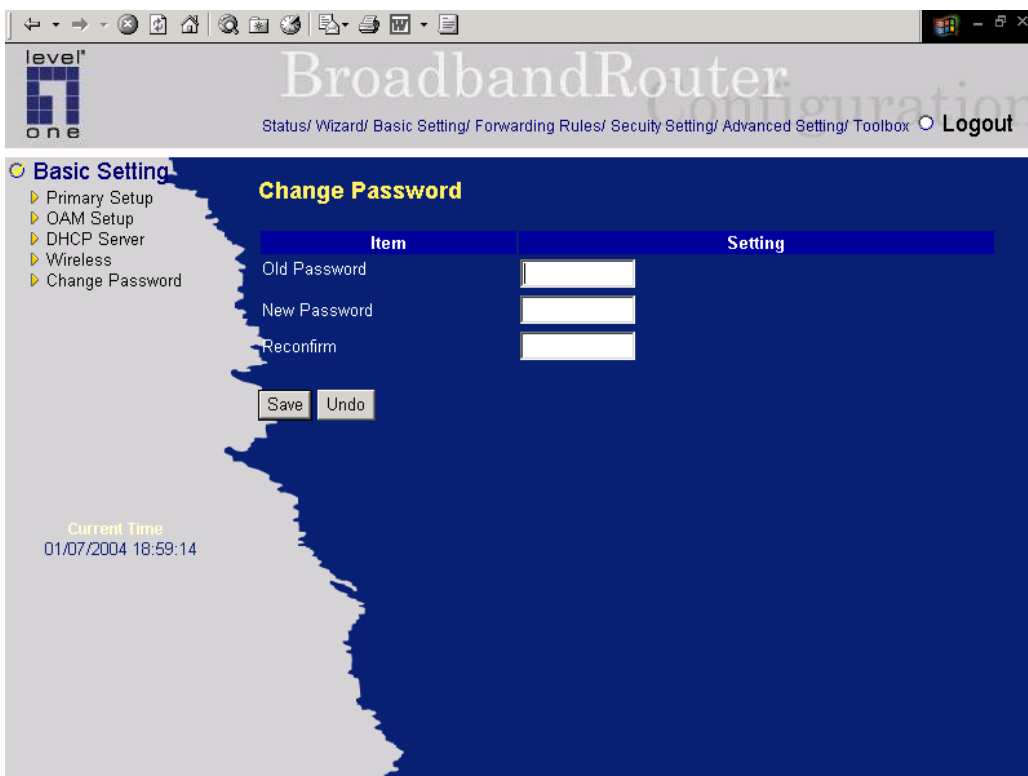 level
one
BroadbandRouter
Configuration
Status/ Wizard/ Basic Setting/ Forwarding Rules/ Secuity Setting/ Advanced Setting/ Toolbox Logout
Basic Setting
Primary Setup
OAM Setup
DHCP Server
Wireless
Change Password
Current Time
01/07/2004 18:59:14
Change Password
Item Setting
Old Password
New Password
Reconfirm
Save Undo